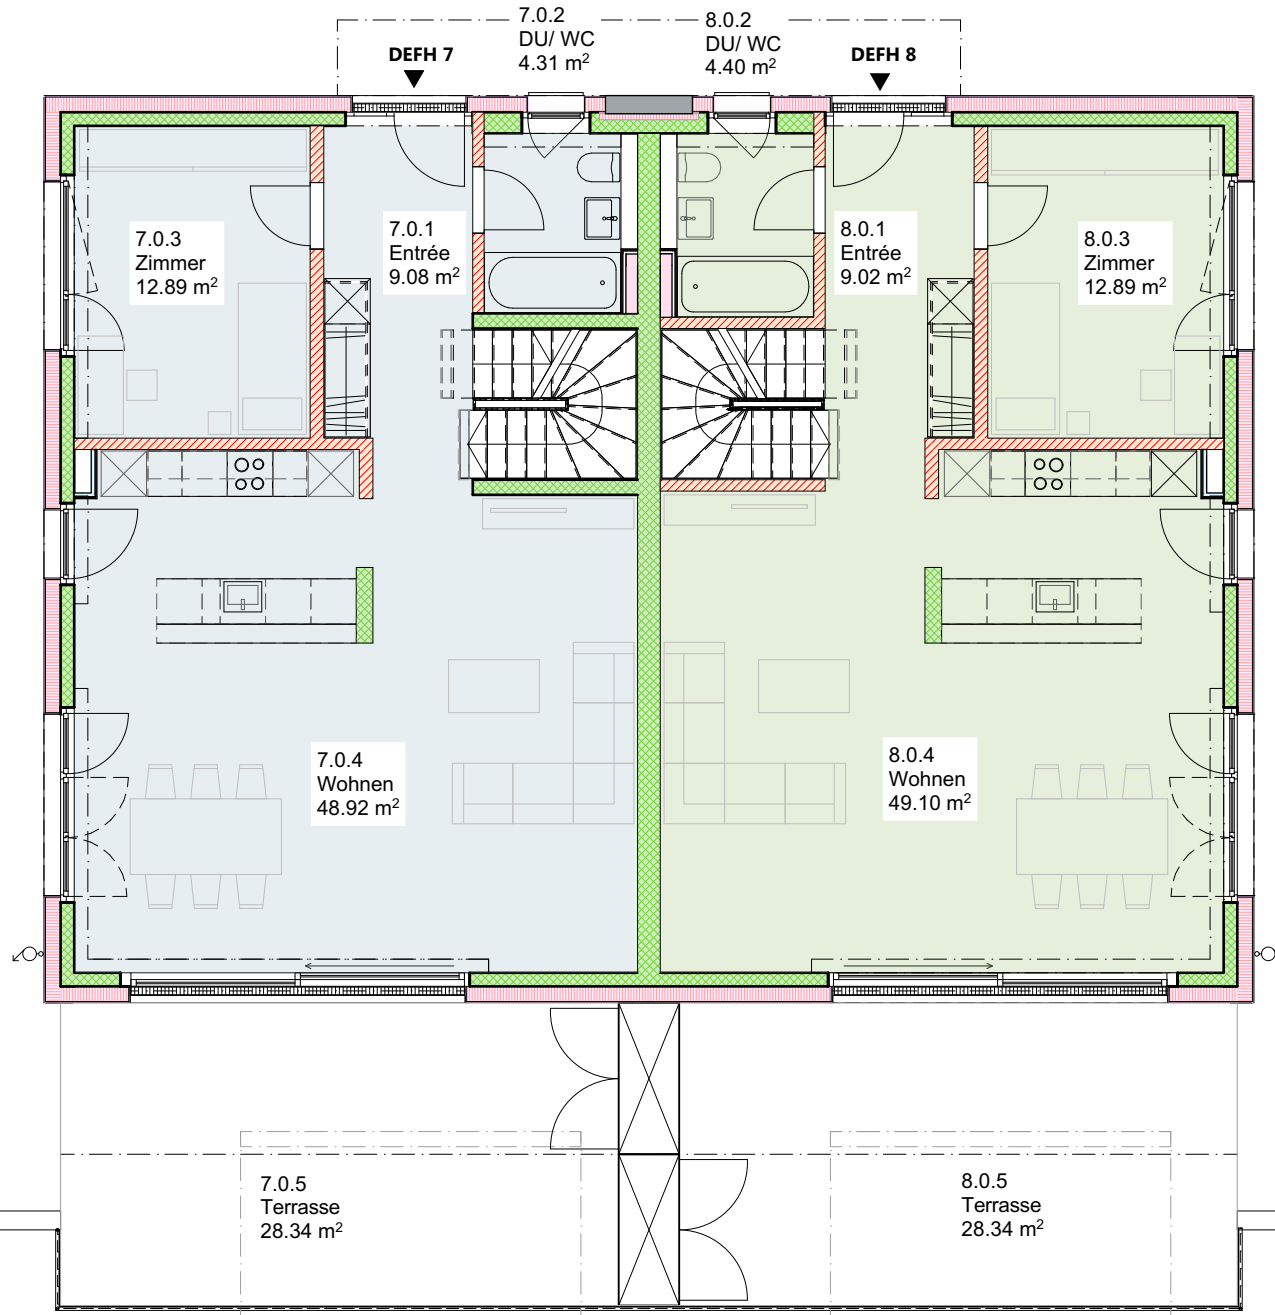 7.0.2
DU/ WC
4.31 m²
8.0.2
DU/ WC
4.40 m²
DEFH 7
DEFH 8
7.0.3
Zimmer
12.89 m²
7.0.1
Entrée
9.08 m²
8.0.1
Entrée
9.02 m²
8.0.3
Zimmer
12.89 m²
7.0.4
Wohnen
48.92 m²
8.0.4
Wohnen
49.10 m²
7.0.5
Terrasse
28.34 m²
8.0.5
Terrasse
28.34 m²